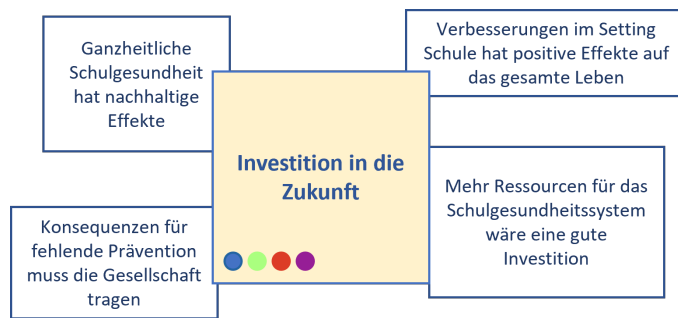 Ganzheitliche
Schulgesundheit
hat nachhaltige
Effekte
Verbesserungen im Setting
Schule hat positive Effekte auf
das gesamte Leben
Investition in die
Zukunft
Konsequenzen für
fehlende Prävention
muss die Gesellschaft
tragen
Mehr Ressourcen für das
Schulgesundheitssystem
wäre eine gute
Investition